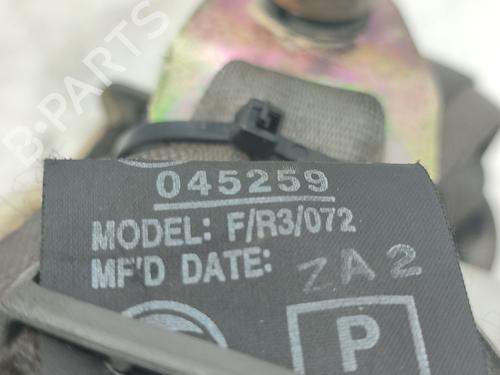 045259
MODEL: F/R3/072
MF'D DATE: ZA2
P
B-PARTS